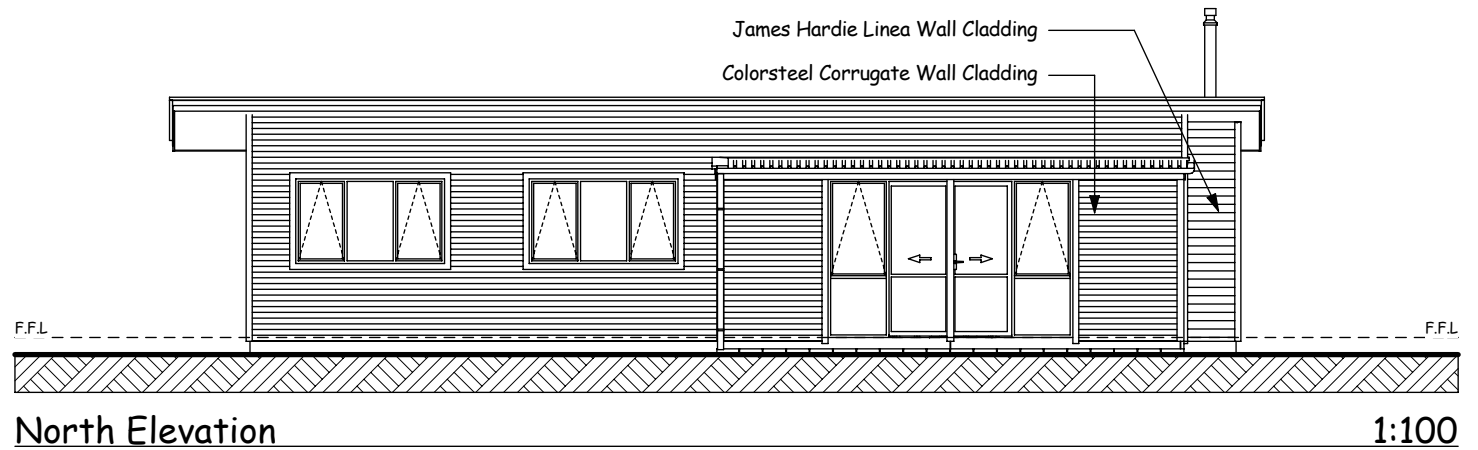 James Hardie Linea Wall Cladding
Colorsteel Corrugate Wall Cladding
F.F.L
F.F.L
North Elevation
1:100